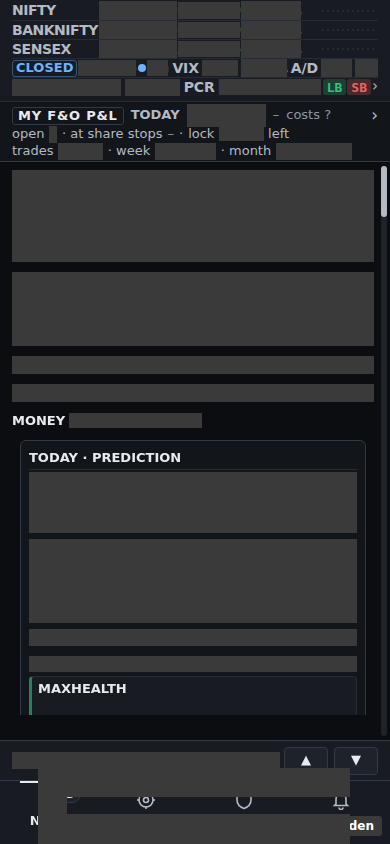 NIFTY
BANKNIFTY
SENSEX
CLOSED VIX A/D
PCR LB SB ›
MY F&O P&L TODAY – costs ? ›
open · at share stops – · lock left
trades · week · month
MONEY
TODAY · PREDICTION
MAXHEALTH
▲ ▼
N
den